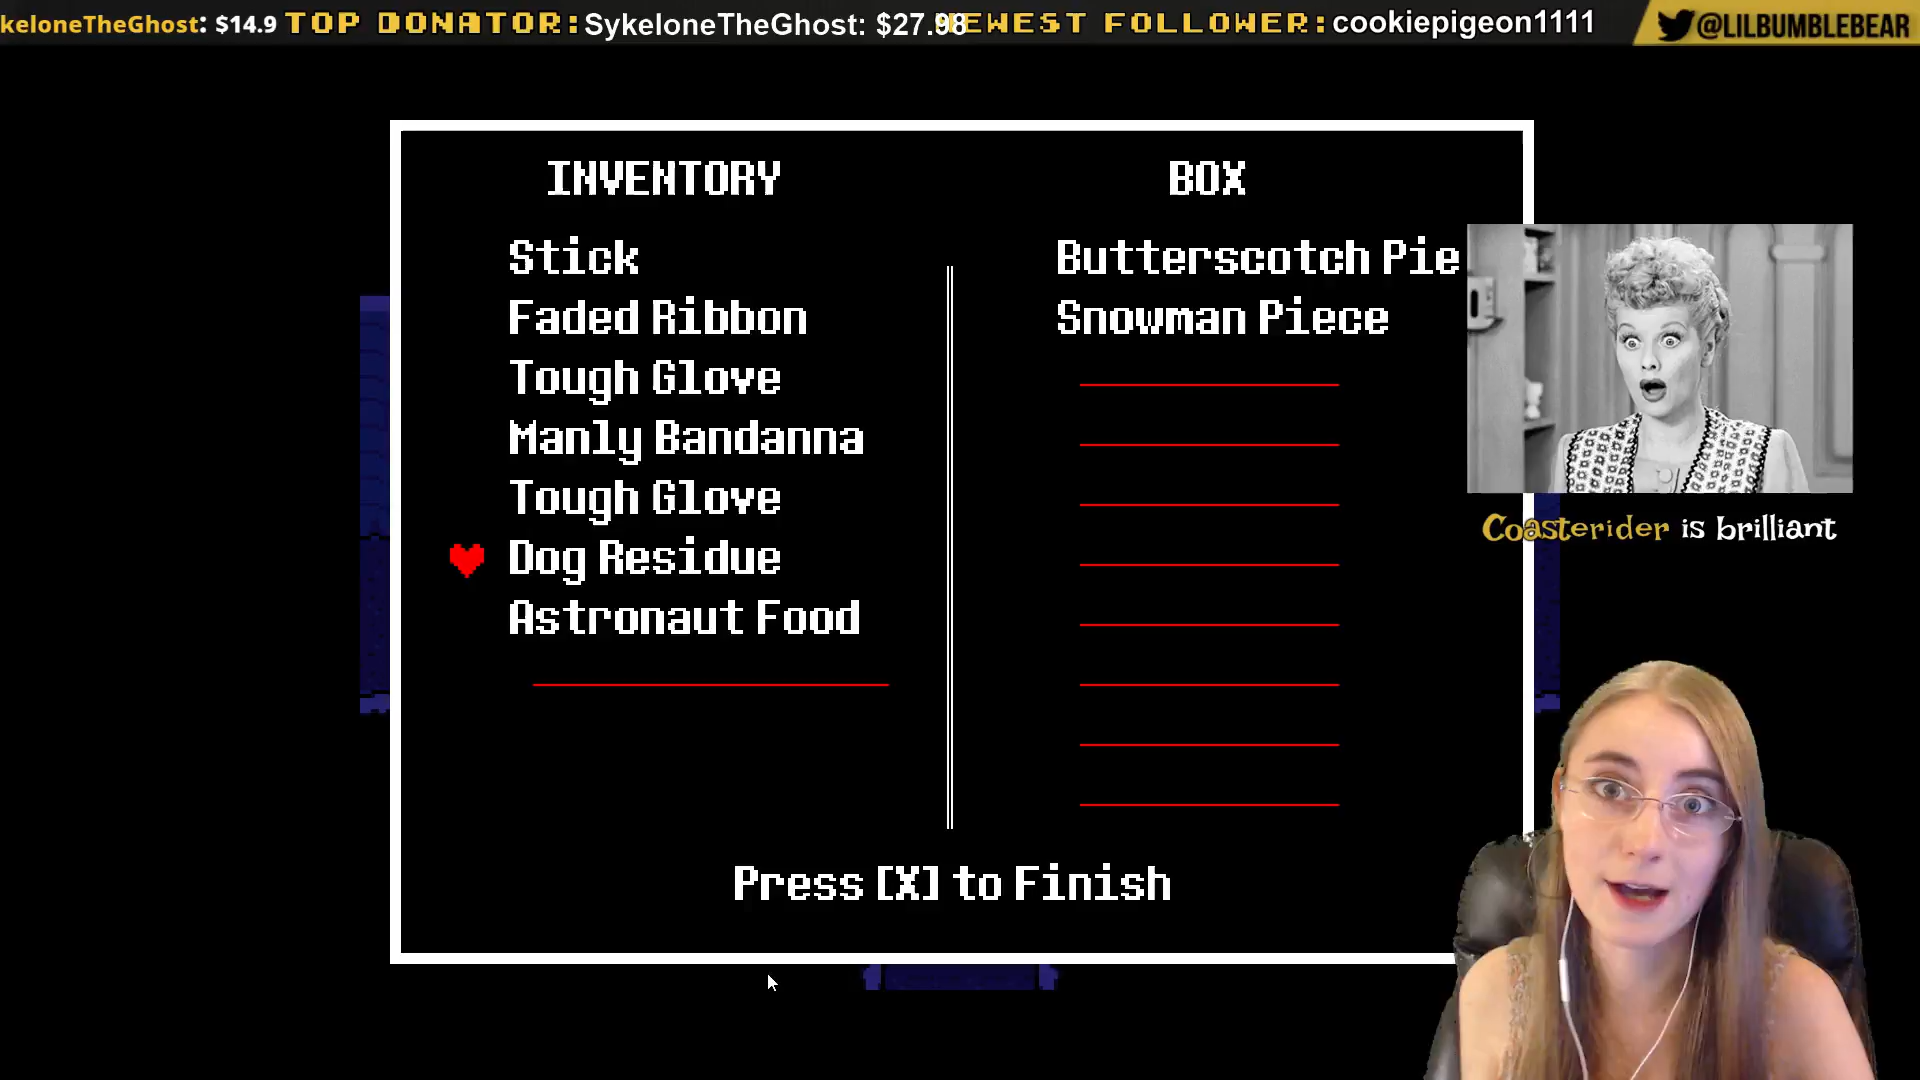 keloneTheGhost: $14.9 TOP DONATOR: SykeloneTheGhost: $27.98 NEWEST FOLLOWER: cookiepigeon1111 @LILBUMBLEBEAR
INVENTORY
Stick
Faded Ribbon
Tough Glove
Manly Bandanna
Tough Glove
Dog Residue
Astronaut Food
BOX
Butterscotch Pie
Snowman Piece
Coasterider is brilliant
Press [X] to Finish